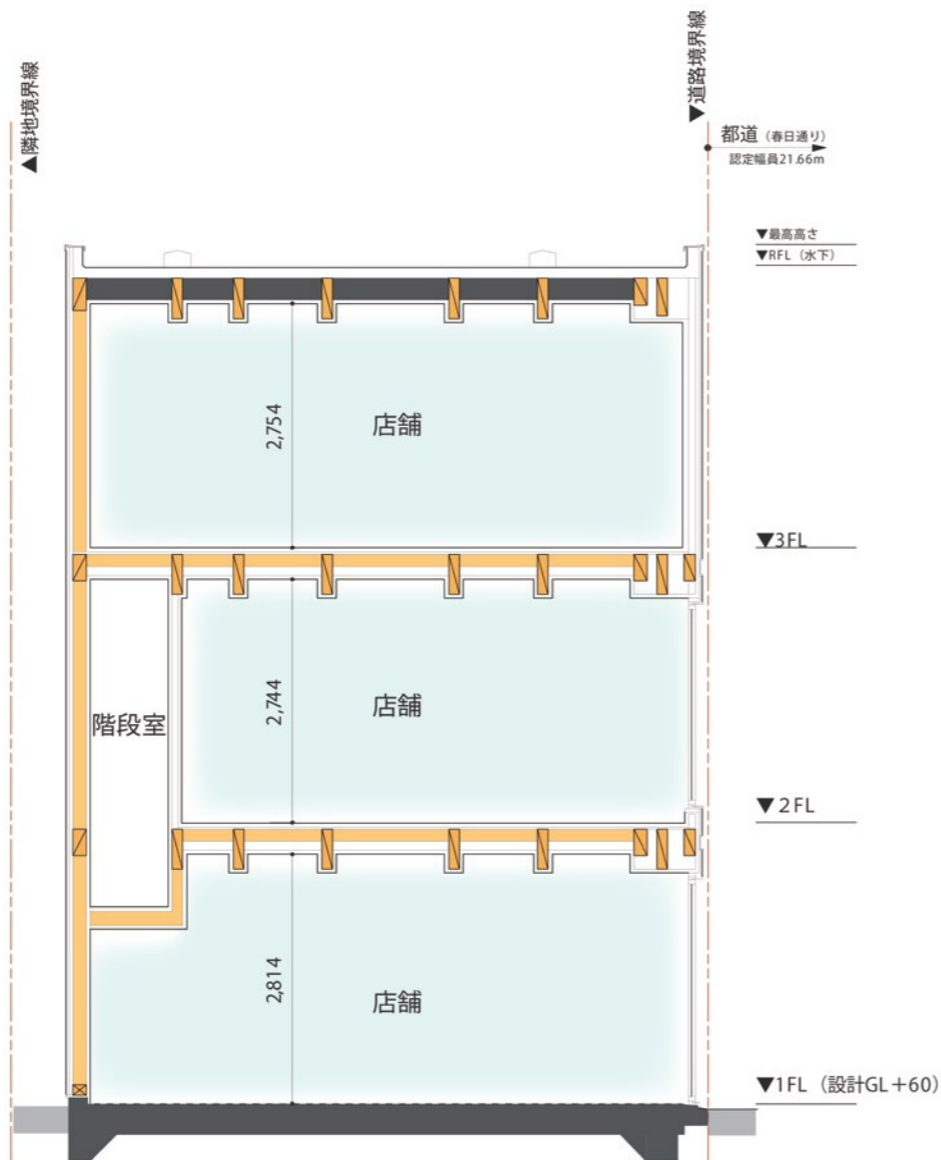 ▲隣地境界線
▼道路境界線
都道（春日通り）
認定幅員21.66m
▼最高高さ
▼RFL（水下）
2,754
店舗
▼3FL
階段室
2,744
店舗
▼2FL
2,814
店舗
▼1FL（設計GL＋60）